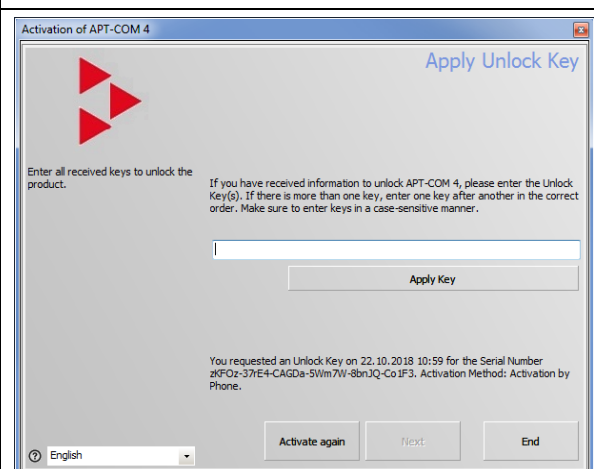 Activation of APT-COM 4
Apply Unlock Key
Enter all received keys to unlock the
product.
If you have received information to unlock APT-COM 4, please enter the Unlock
Key(s). If there is more than one key, enter one key after another in the correct
order. Make sure to enter keys in a case-sensitive manner.
Apply Key
You requested an Unlock Key on 22.10.2018 10:59 for the Serial Number
zKFOz-37rE4-CAGDa-5Wm7W-8bnJQ-Co1F3. Activation Method: Activation by
Phone.
Activate again
Next
End
English